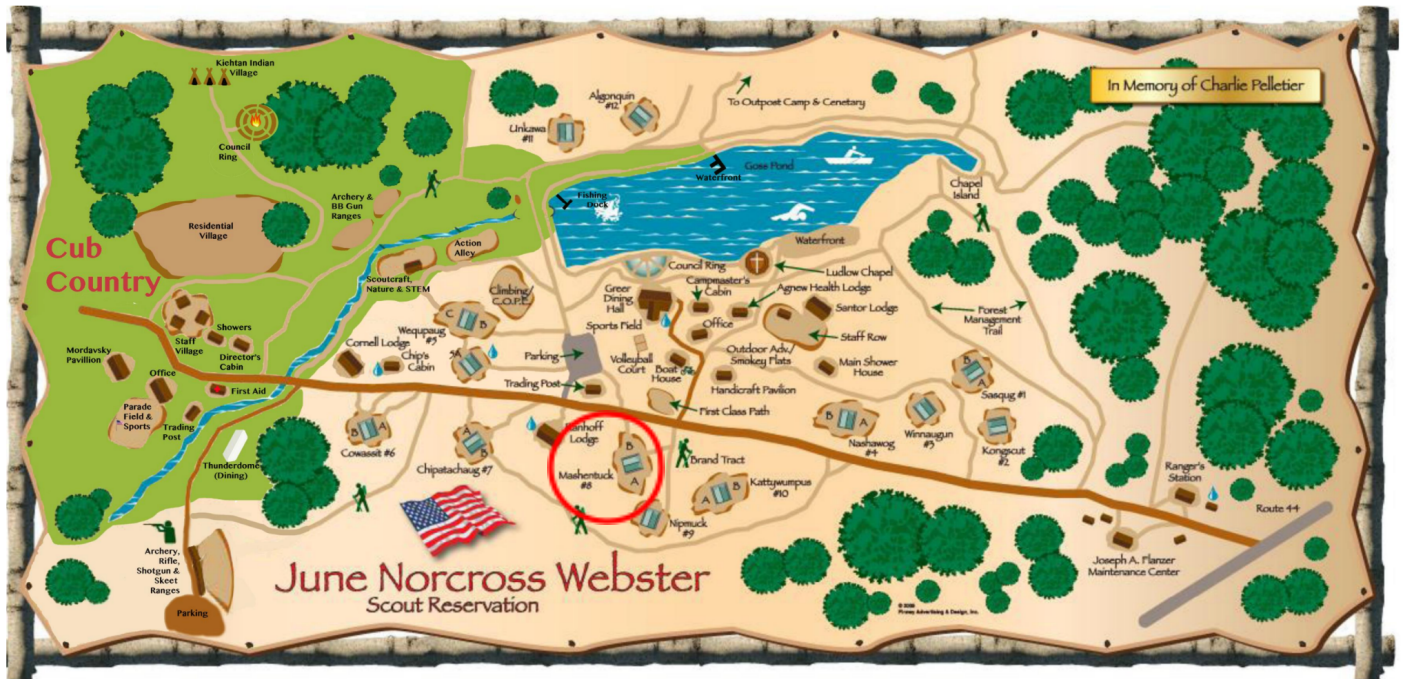 Kiehtan Indian
Village
Council
Ring
Archery &
BB Gun
Ranges
Residential
Village
Cub
Country
Action
Alley
Scoutcraft,
Nature & STEM
Staff
Village
Showers
Director's
Cabin
Mordavsky
Pavillion
Office
First Aid
Parade
Field &
Sports
Trading
Post
Thunderdome
(Dining)
Archery,
Rifle,
Shotgun &
Skeet
Ranges
Parking
Algonquin
#12
Unkawa
#11
To Outpost Camp & Cenetary
In Memory of Charlie Pelletier
Goss Pond
Waterfront
Fishing
Dock
Chapel
Island
Waterfront
Council Ring
Ludlow Chapel
Campmaster's
Cabin
Agnew Health Lodge
Greer
Dining
Hall
Climbing/
C.O.P.E.
Santor Lodge
Office
Staff Row
Forest
Management
Trail
Sports Field
Wequpaug
#5
C
B
5A
Cornell Lodge
Chip's
Cabin
Parking
Volleyball
Court
Boat
House
Outdoor Adv./
Smokey Flats
Main Shower
House
Handicraft Pavilion
Trading Post
First Class Path
Sasqug #1
B
A
Cowassit #6
B
A
Chipatachaug #7
A
B
Lodge
Mashentuck
#8
B
A
Brand Tract
Nashawog
#4
B
A
Winnaugun
#3
Kongscut
#2
Kattywumpus
#10
A
B
Nipmuck
#9
Ranger's
Station
Route 44
Joseph A. Flanzer
Maintenance Center
June Norcross Webster
Scout Reservation